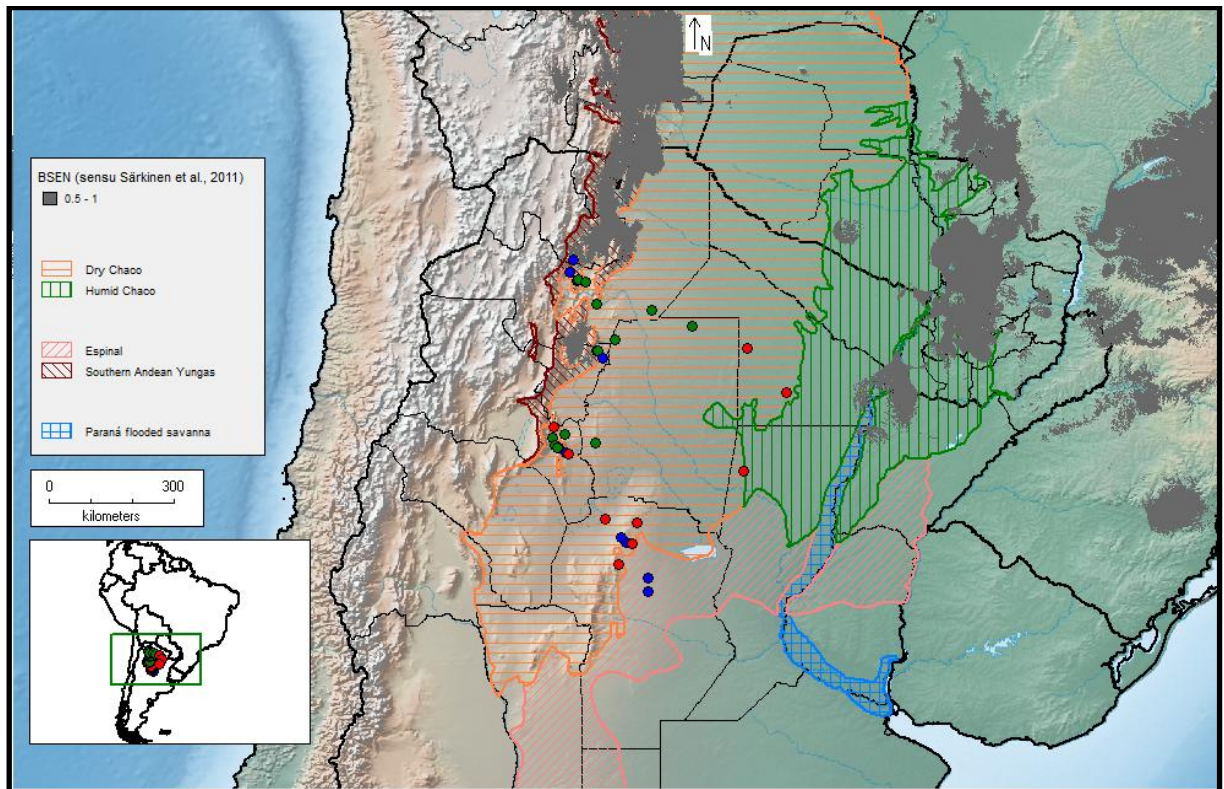 N
BSEN (sensu Särkinen et al., 2011)
0.5 - 1
Dry Chaco
Humid Chaco
Espinal
Southern Andean Yungas
Paraná flooded savanna
0 300
kilometers